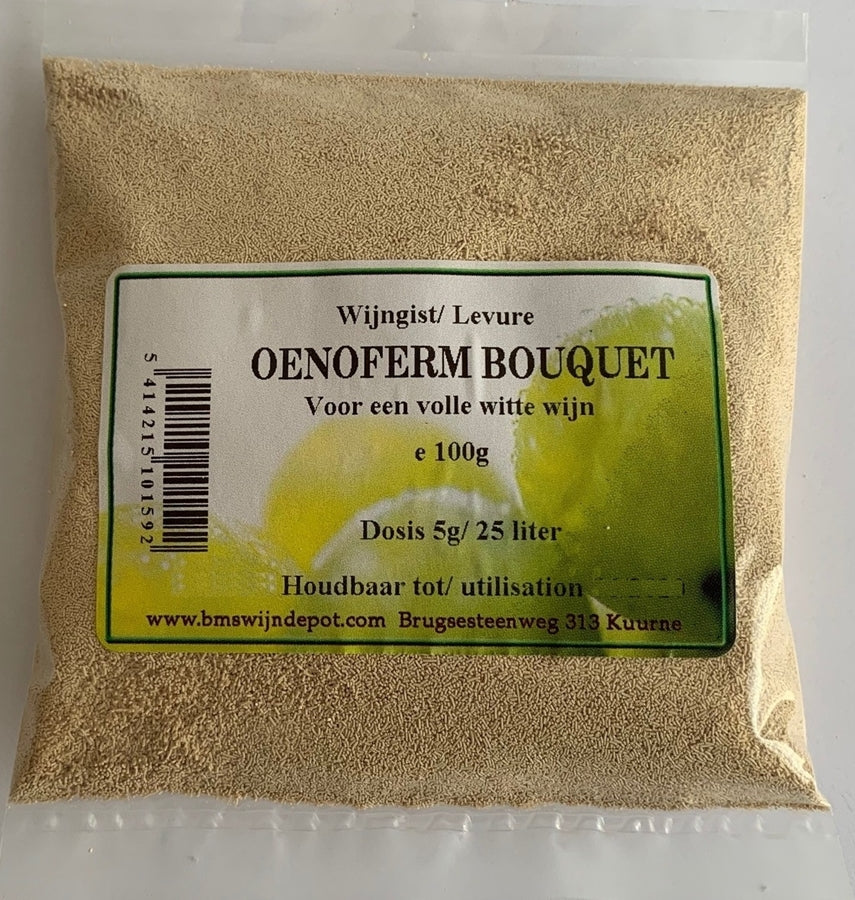 Wijngist/ Levure
OENOFERM BOUQUET
Voor een volle witte wijn
e 100g
Dosis 5g/ 25 liter
Houdbaar tot/ utilisation
www.bmswijndepot.com Brugsesteenweg 313 Kuurne
5 414215 101592